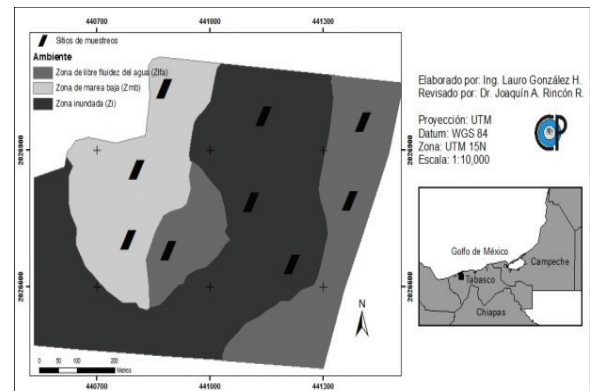 440700 441000 441300
Sitios de muestreos
Ambiente
Zona de libre fluidez del agua (Zlfa)
Zona de marea baja (Zmb)
Zona inundada (Zi)
2026900 2026900
2026600 2026600
N
0 50 100 200
Metros
440700 441000 441300
Elaborado por: Ing. Lauro González H.
Revisado por: Dr. Joaquín A. Rincón R.
Proyección: UTM
Datum: WGS 84
Zona: UTM 15N
Escala: 1:10,000
CP
Golfo de México
Campeche
Tabasco
Chiapas